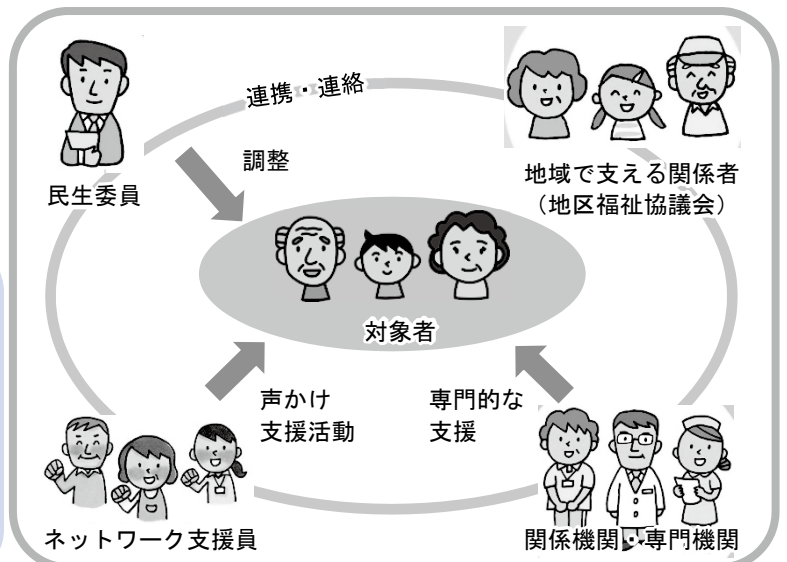 連携・連絡
民生委員
調整
地域で支える関係者
（地区福祉協議会）
対象者
声かけ
支援活動
専門的な
支援
ネットワーク支援員
関係機関・専門機関